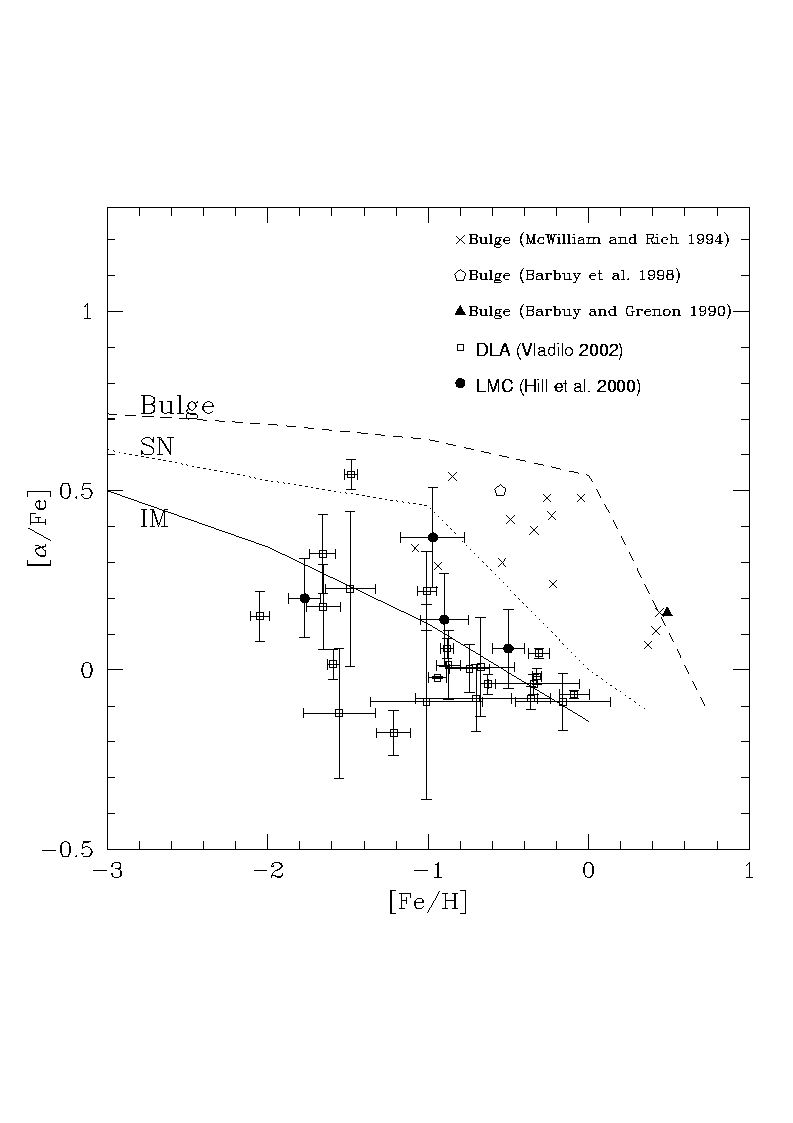 Bulge (McWilliam and Rich 1994)
Bulge (Barbuy et al. 1998)
Bulge (Barbuy and Grenon 1990)
DLA (Vladilo 2002)
LMC (Hill et al. 2000)
1
Bulge
SN
0.5
IM
[α/Fe]
0
-0.5
-3 -2 -1 0 1
[Fe/H]